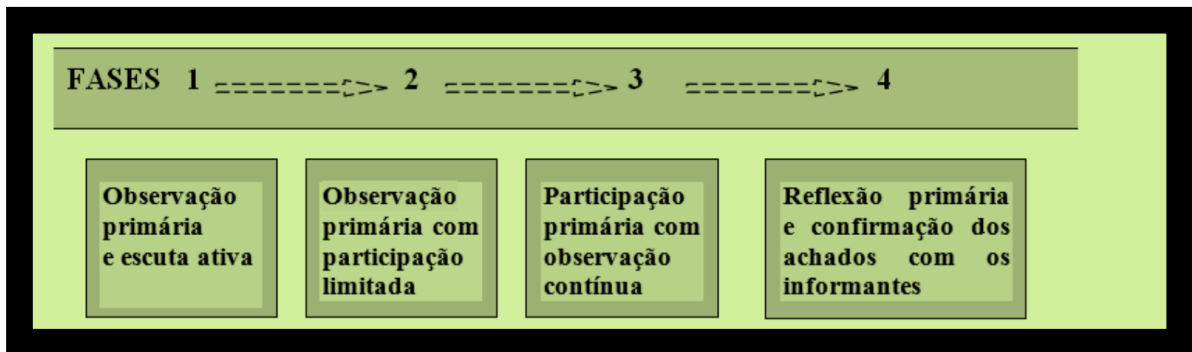 FASES 1 2 3 4
Observação
primária
e escuta ativa
Observação
primária com
participação
limitada
Participação
primária com
observação
contínua
Reflexão primária
e confirmação dos
achados com os
informantes